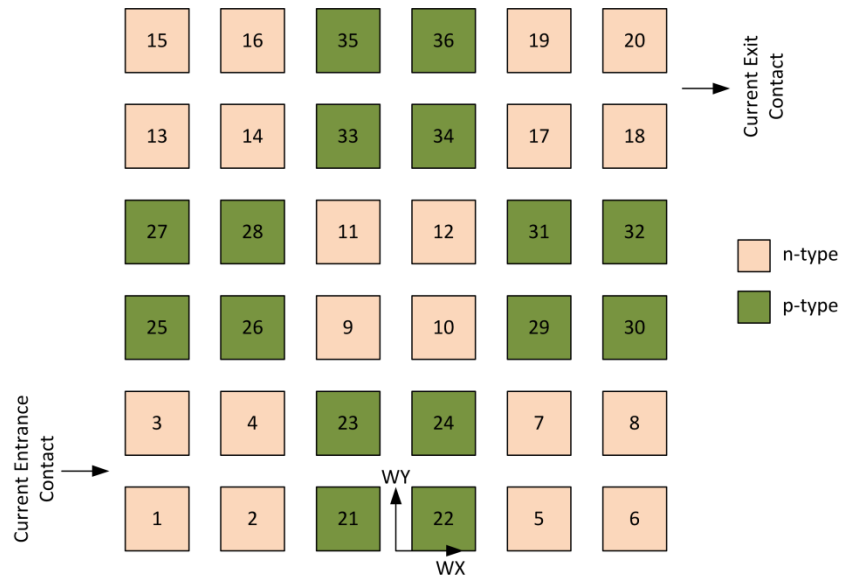 15 16 35 36 19 20
13 14 33 34 17 18
27 28 11 12 31 32
25 26 9 10 29 30
3 4 23 24 7 8
1 2 21 22 5 6
WY
WX
Current Entrance
Contact
Current Exit
Contact
n-type
p-type